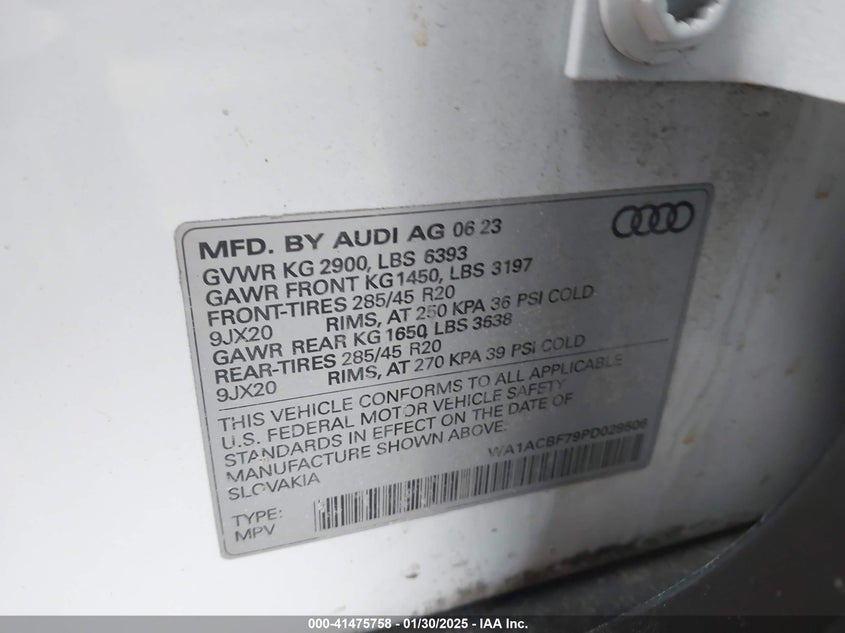 MFD. BY AUDI AG 06 23
GVWR KG 2900, LBS 6393
GAWR FRONT KG1450, LBS 3197
FRONT-TIRES 285/45 R20
9JX20 RIMS, AT 250 KPA 36 PSI COLD
GAWR REAR KG 1650, LBS 3638
REAR-TIRES 285/45 R20
9JX20 RIMS, AT 270 KPA 39 PSI COLD
THIS VEHICLE CONFORMS TO ALL APPLICABLE
U.S. FEDERAL MOTOR VEHICLE SAFETY
STANDARDS IN EFFECT ON THE DATE OF
MANUFACTURE SHOWN ABOVE.
SLOVAKIA WA1ACBF79PD029506
TYPE:
MPV
000-41475758 - 01/30/2025 - IAA Inc.